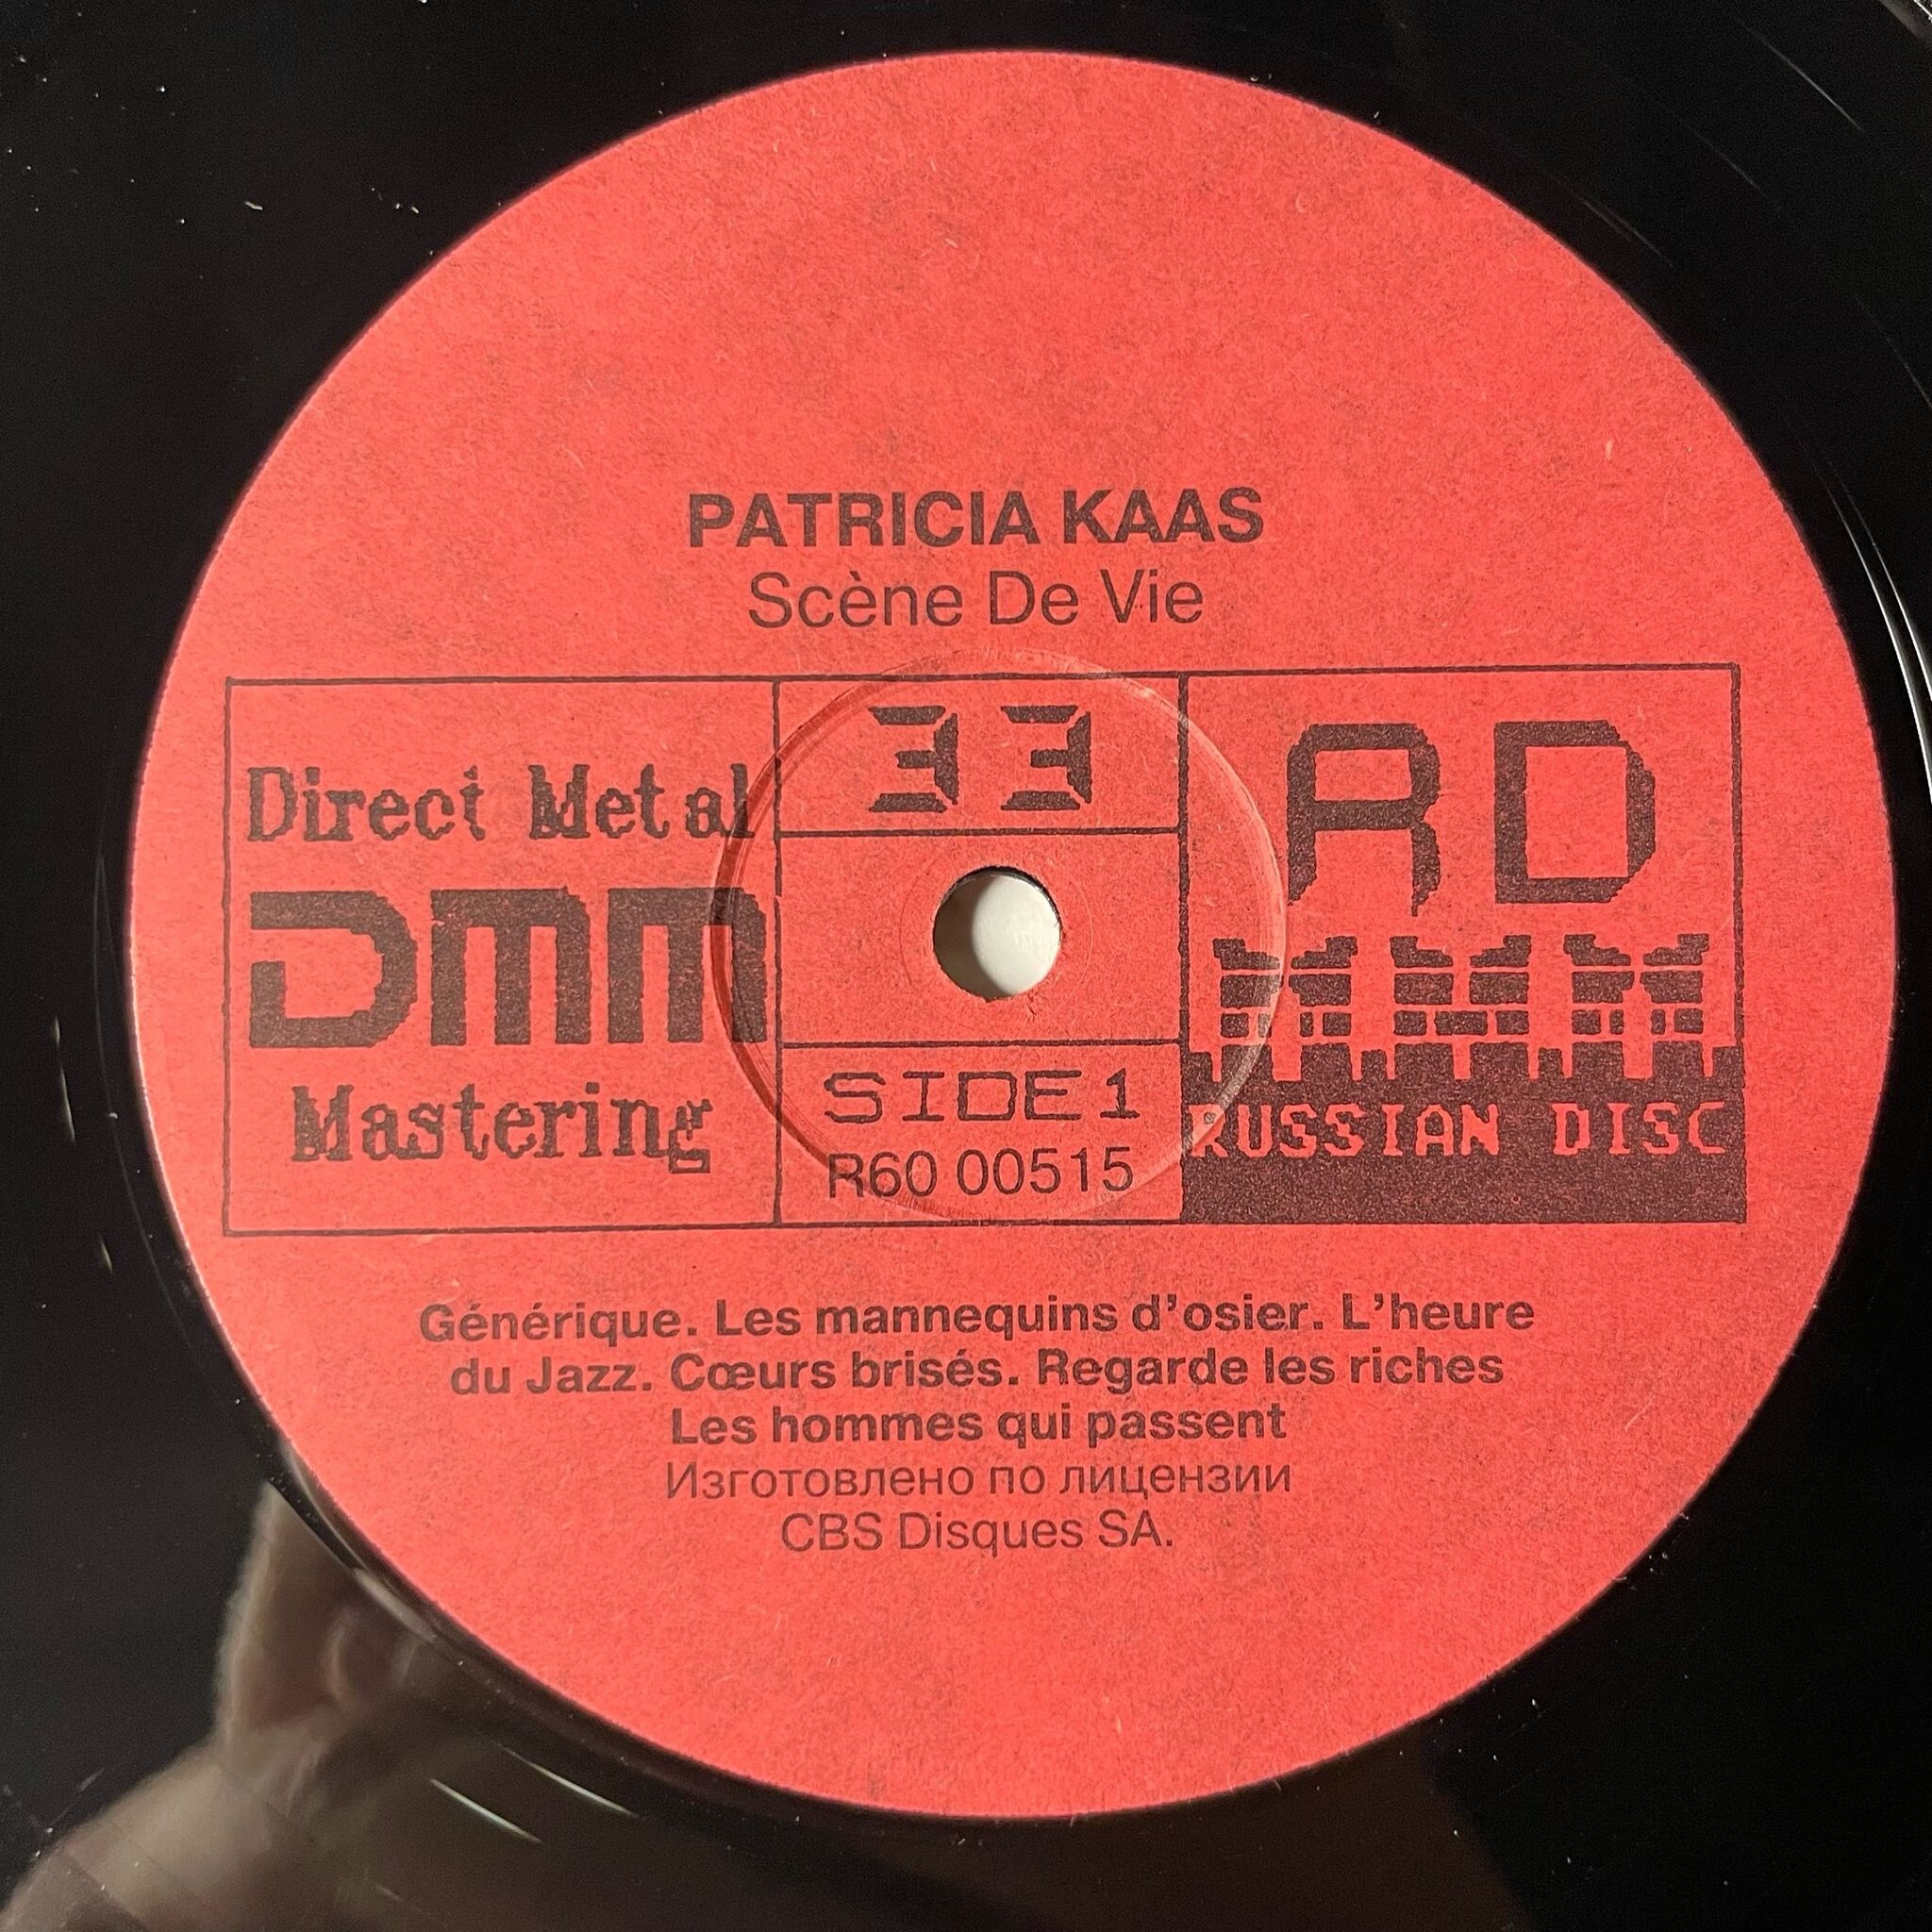 PATRICIA KAAS
Scène De Vie
Direct Metal
DMM
Mastering
33
SIDE 1
R60 00515
RD
RUSSIAN DISC
Générique. Les mannequins d'osier. L'heure
du Jazz. Cœurs brisés. Regarde les riches
Les hommes qui passent
Изготовлено по лицензии
CBS Disques SA.